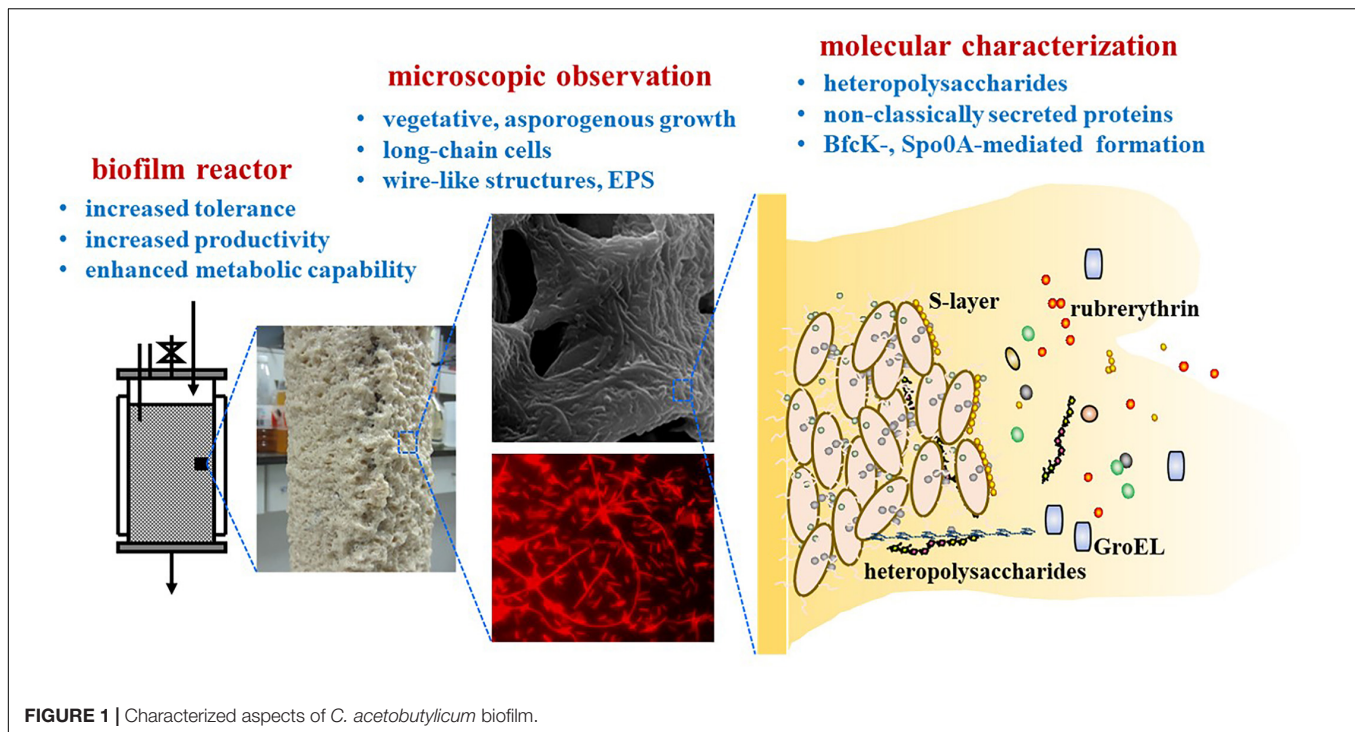 biofilm reactor
• increased tolerance
• increased productivity
• enhanced metabolic capability
microscopic observation
• vegetative, asporogenous growth
• long-chain cells
• wire-like structures, EPS
molecular characterization
• heteropolysaccharides
• non-classically secreted proteins
• BfcK-, Spo0A-mediated formation
S-layer
rubrerythrin
GroEL
heteropolysaccharides
FIGURE 1 | Characterized aspects of C. acetobutylicum biofilm.